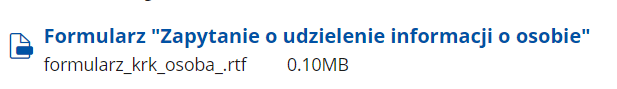 Formularz "Zapytanie o udzielenie informacji o osobie"
formularz_krk_osoba_.rtf 0.10MB